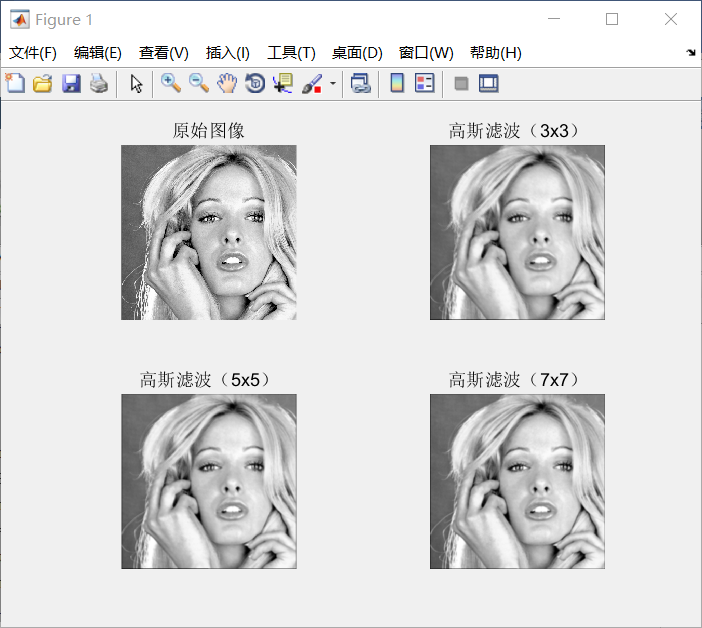 Figure 1
文件(F) 编辑(E) 查看(V) 插入(I) 工具(T) 桌面(D) 窗口(W) 帮助(H)
原始图像 高斯滤波（3x3）
高斯滤波（5x5） 高斯滤波（7x7）